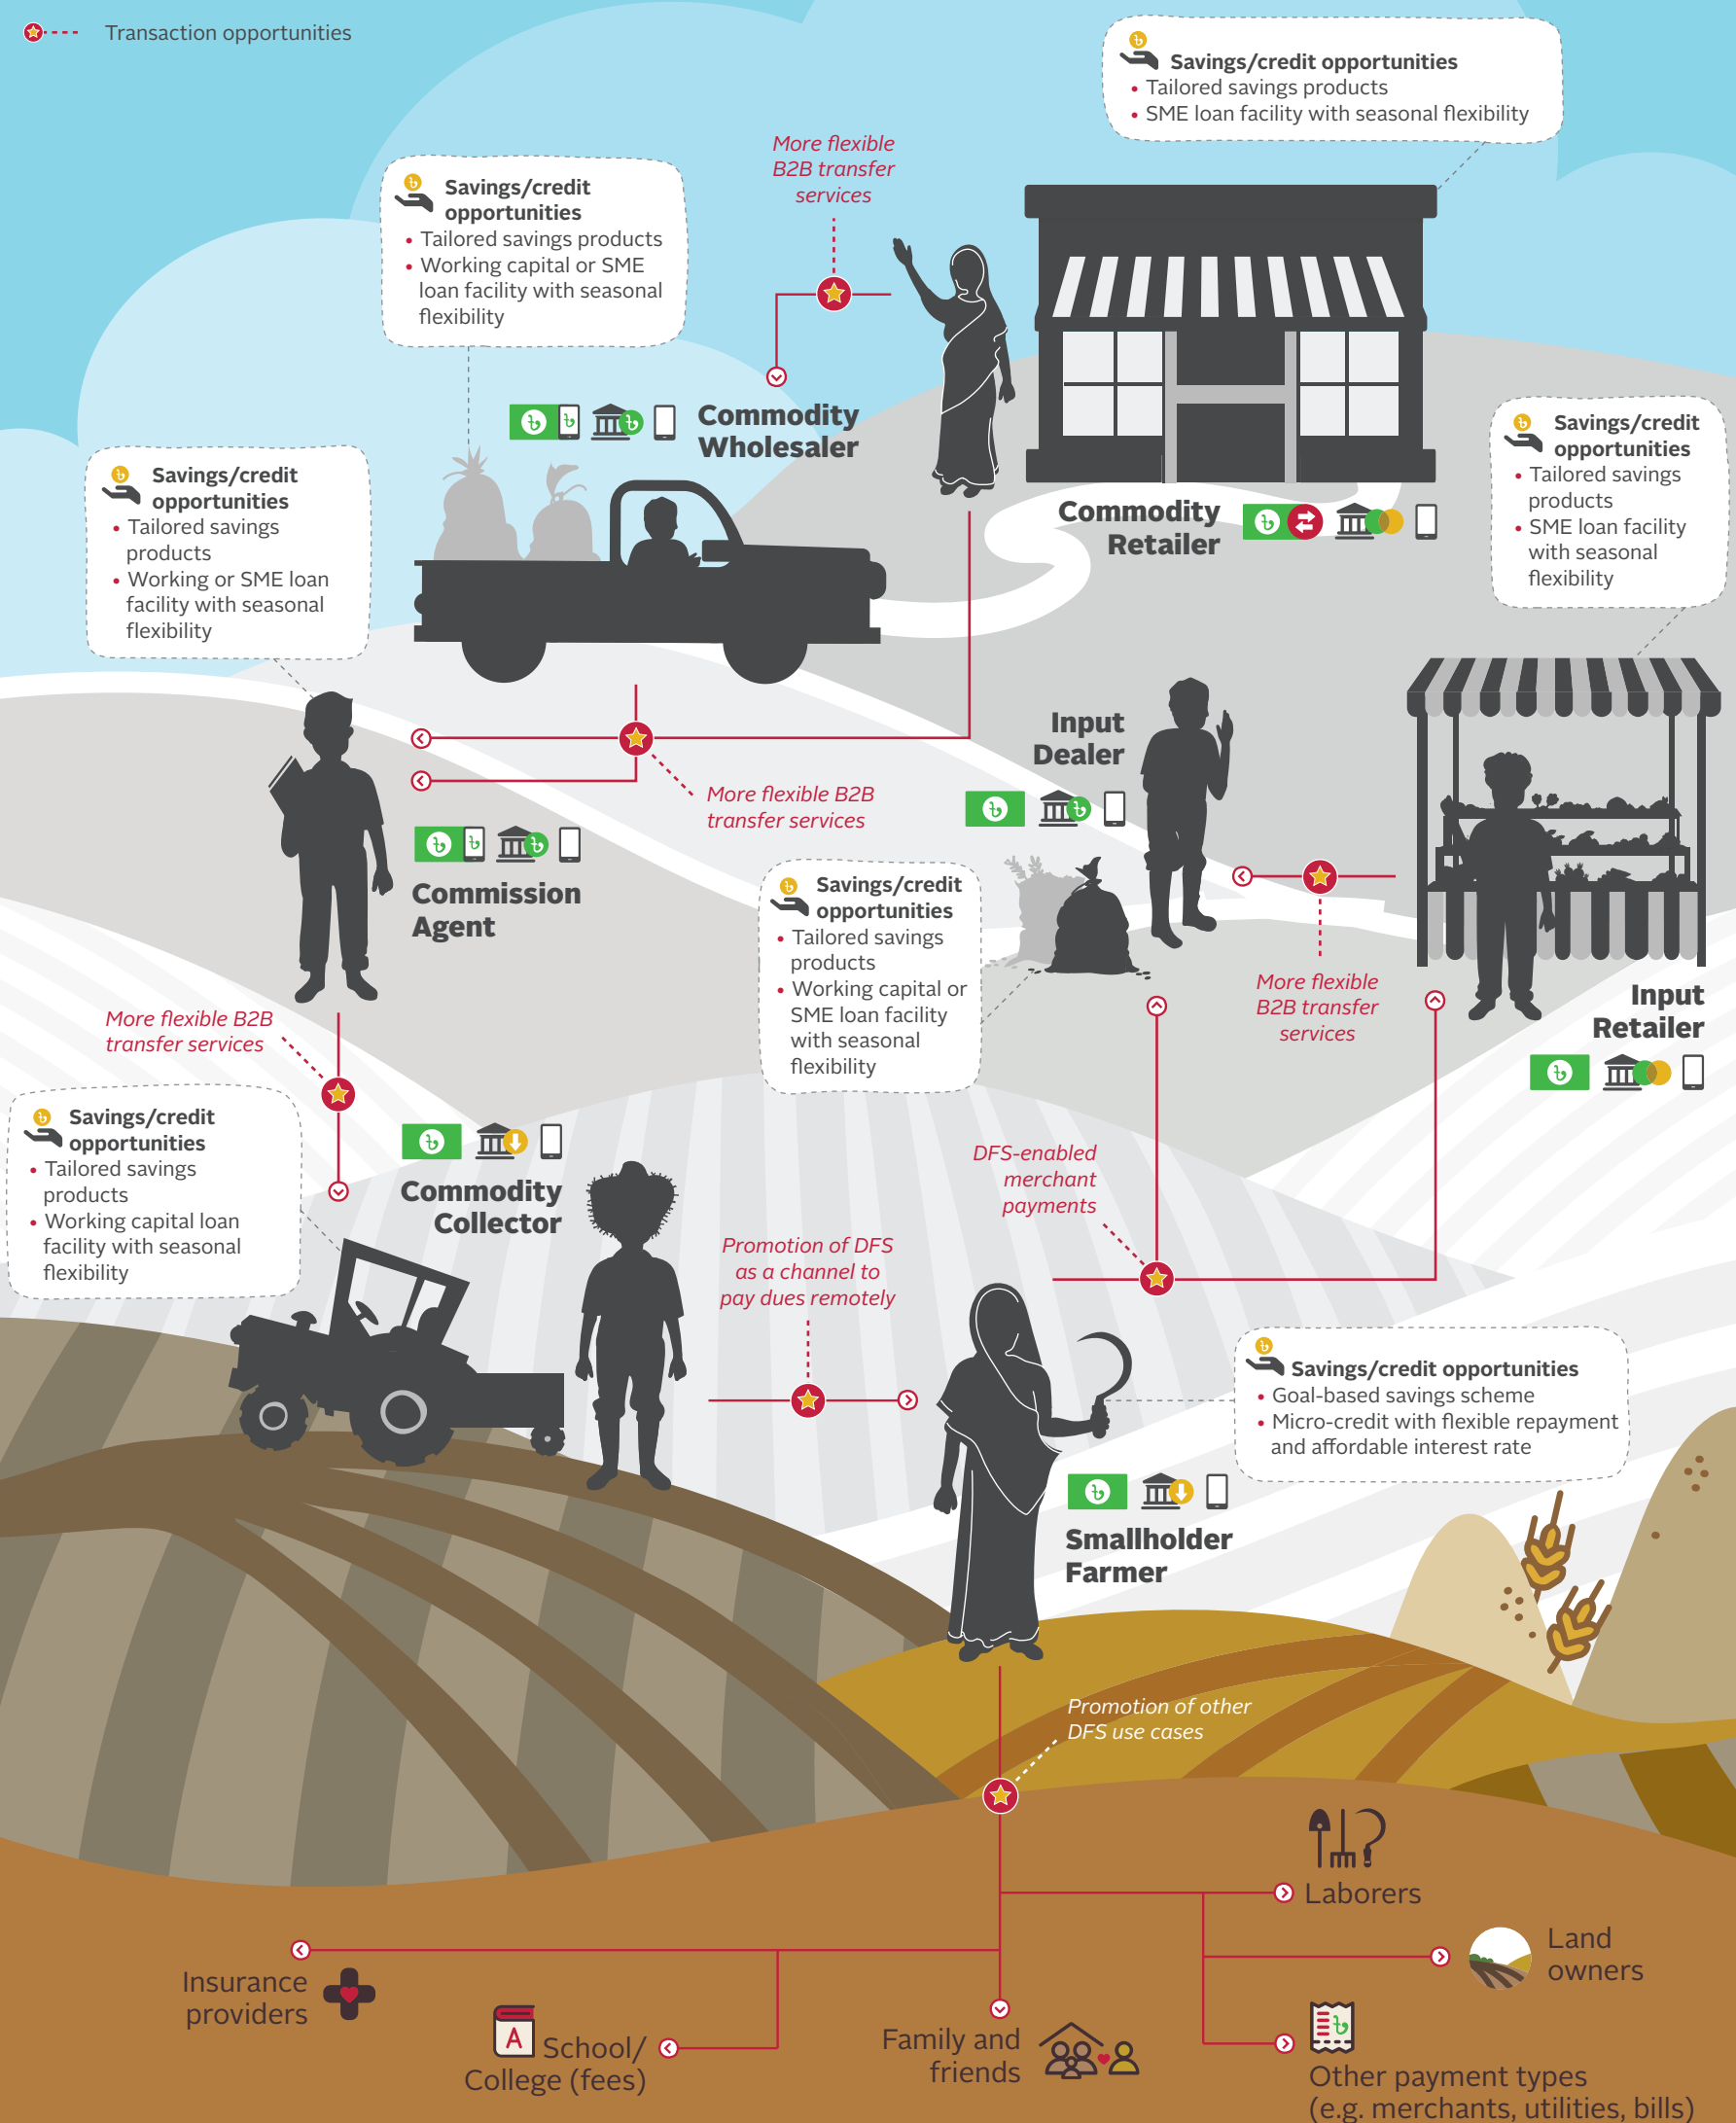 Transaction opportunities
Savings/credit opportunities
• Tailored savings products
• SME loan facility with seasonal flexibility
More flexible
B2B transfer
services
Savings/credit
opportunities
• Tailored savings products
• Working capital or SME
loan facility with seasonal
flexibility
Commodity
Wholesaler
Savings/credit
opportunities
• Tailored savings
products
• SME loan facility
with seasonal
flexibility
Savings/credit
opportunities
• Tailored savings
products
• Working or SME loan
facility with seasonal
flexibility
Commodity
Retailer
Input
Dealer
More flexible B2B
transfer services
Commission
Agent
Savings/credit
opportunities
• Tailored savings
products
• Working capital or
SME loan facility
with seasonal
flexibility
More flexible
B2B transfer
services
Input
Retailer
More flexible B2B
transfer services
Savings/credit
opportunities
• Tailored savings
products
• Working capital loan
facility with seasonal
flexibility
Commodity
Collector
DFS-enabled
merchant
payments
Promotion of DFS
as a channel to
pay dues remotely
Savings/credit opportunities
• Goal-based savings scheme
• Micro-credit with flexible repayment
and affordable interest rate
Smallholder
Farmer
Promotion of other
DFS use cases
Laborers
Land
owners
Insurance
providers
A
School/
College (fees)
Family and
friends
Other payment types
(e.g. merchants, utilities, bills)